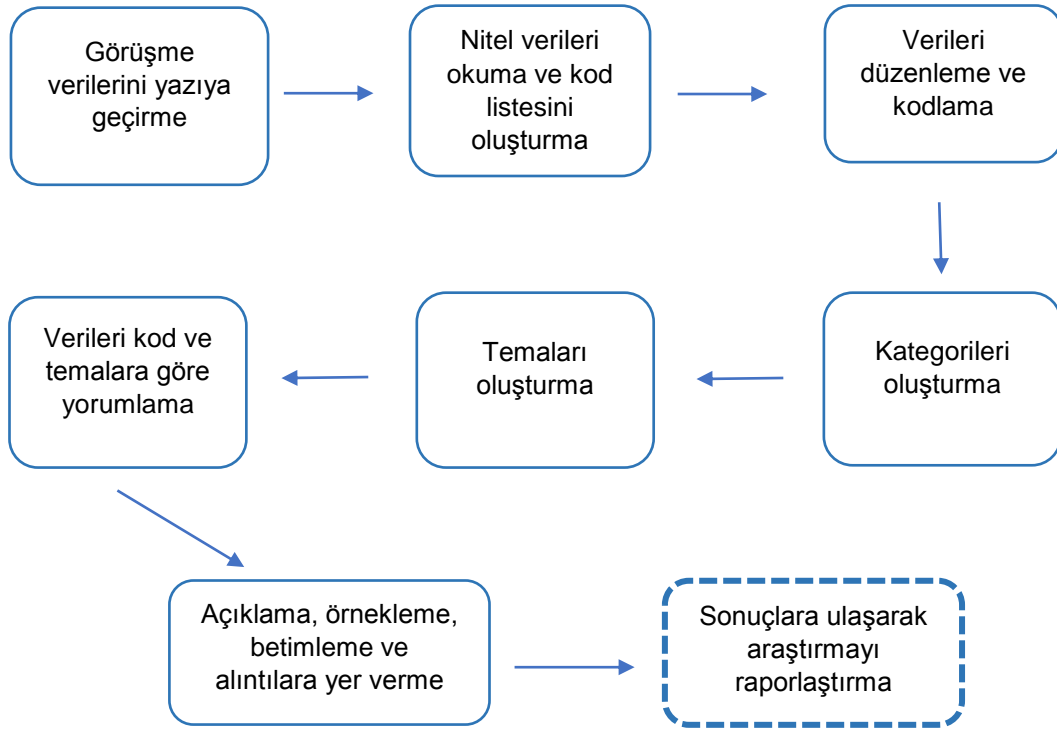 Görüşme
verilerini yazıya
geçirme
Nitel verileri
okuma ve kod
listesini
oluşturma
Verileri
düzenleme ve
kodlama
Kategorileri
oluşturma
Temaları
oluşturma
Verileri kod ve
temalara göre
yorumlama
Açıklama, örnekleme,
betimleme ve
alıntılara yer verme
Sonuçlara ulaşarak
araştırmayı
raporlaştırma